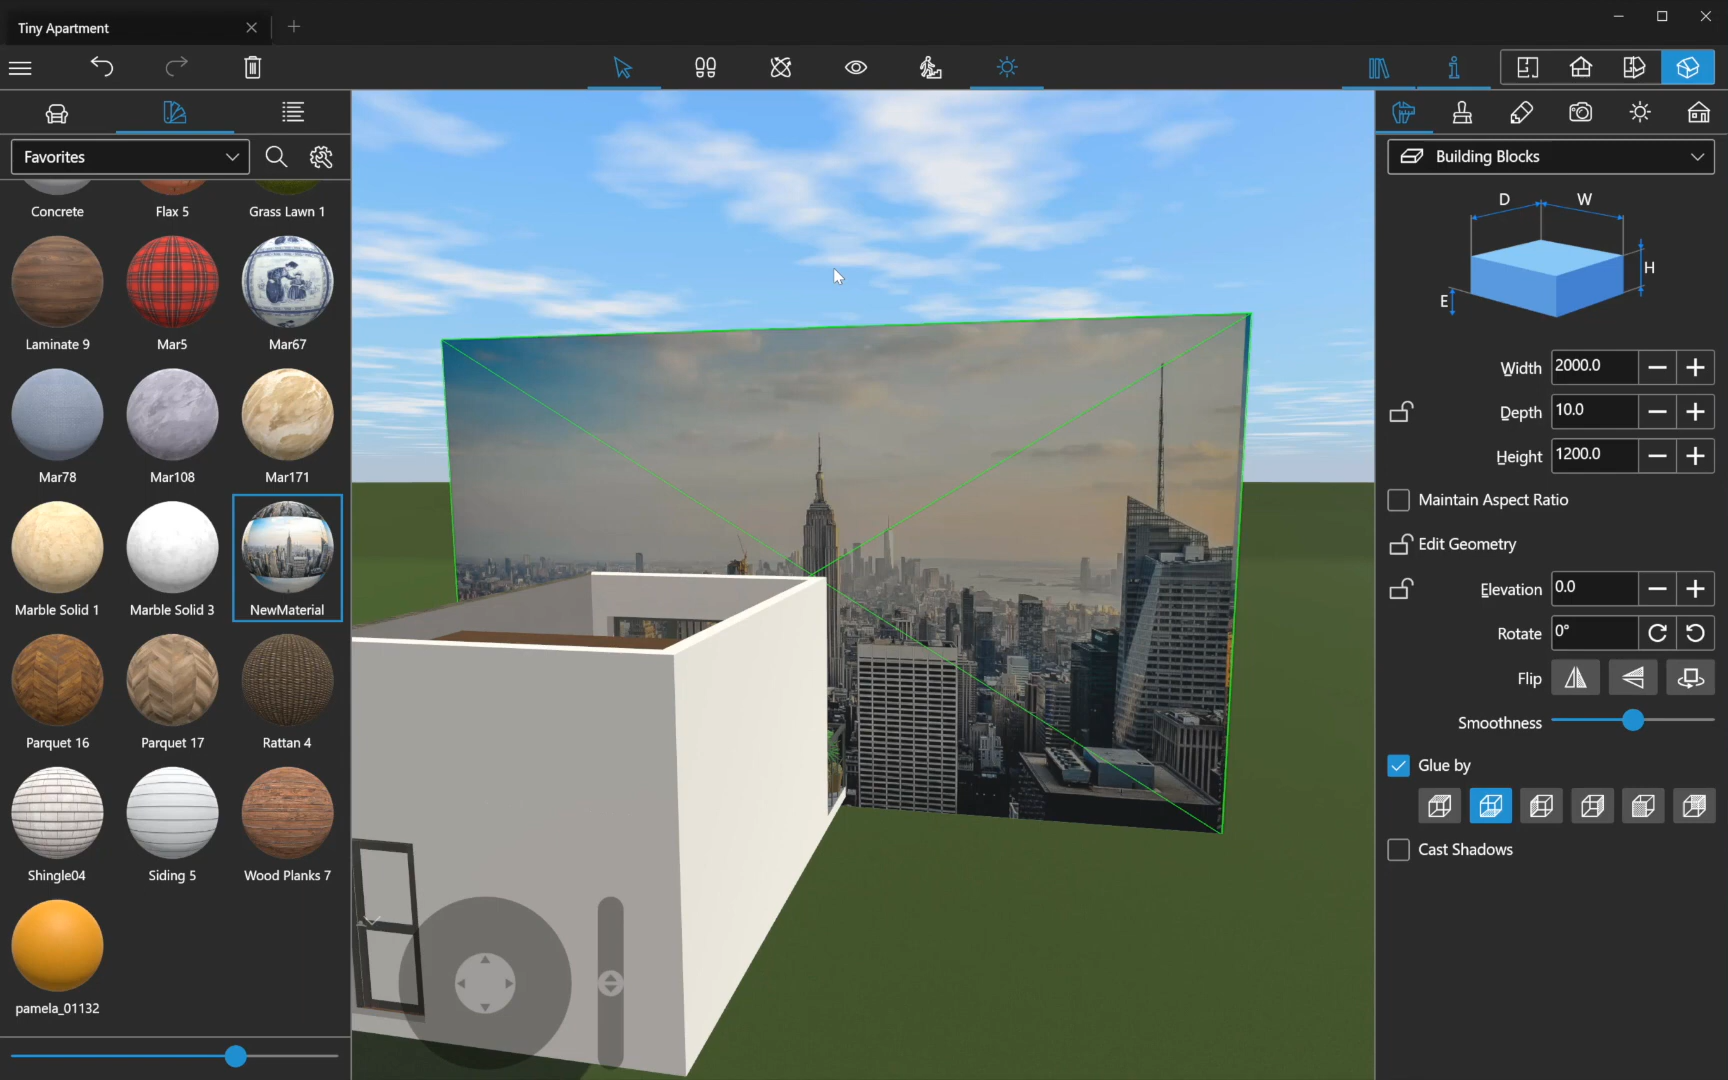 Tiny Apartment
Favorites
Concrete
Flax 5
Grass Lawn 1
Laminate 9
Mar5
Mar67
Mar78
Mar108
Mar171
Marble Solid 1
Marble Solid 3
NewMaterial
Parquet 16
Parquet 17
Rattan 4
Shingle04
Siding 5
Wood Planks 7
pamela_01132
Building Blocks
D
W
H
E
Width 2000.0
Depth 10.0
Height 1200.0
Maintain Aspect Ratio
Edit Geometry
Elevation 0.0
Rotate 0°
Flip
Smoothness
Glue by
Cast Shadows